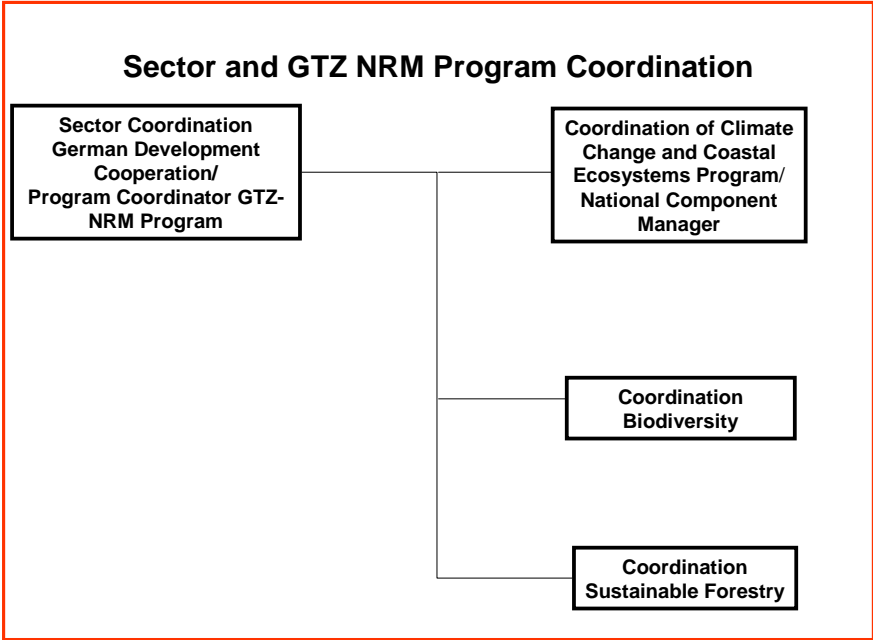 Sector and GTZ NRM Program Coordination
Sector Coordination
German Development
Cooperation/
Program Coordinator GTZ-
NRM Program
Coordination of Climate
Change and Coastal
Ecosystems Program/
National Component
Manager
Coordination
Biodiversity
Coordination
Sustainable Forestry